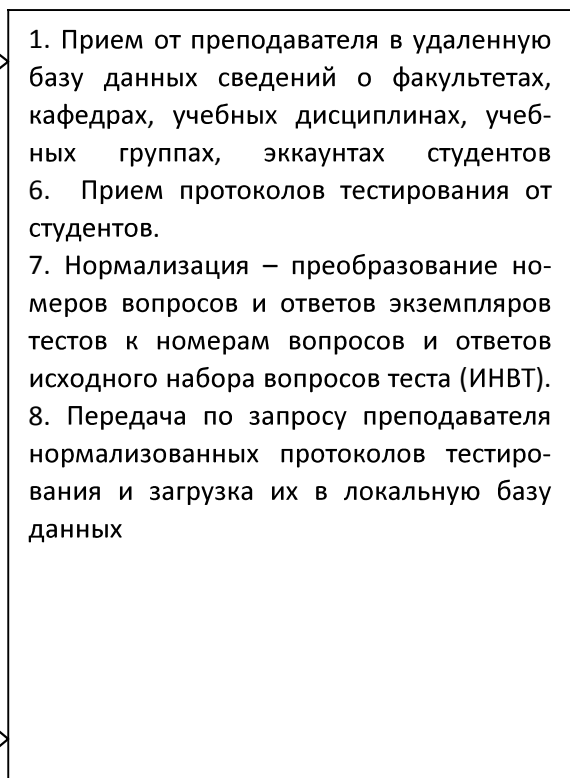 1. Прием от преподавателя в удаленную
базу данных сведений о факультетах,
кафедрах, учебных дисциплинах, учеб-
ных группах, эккаунтах студентов
6. Прием протоколов тестирования от
студентов.
7. Нормализация – преобразование но-
меров вопросов и ответов экземпляров
тестов к номерам вопросов и ответов
исходного набора вопросов теста (ИНВТ).
8. Передача по запросу преподавателя
нормализованных протоколов тестиро-
вания и загрузка их в локальную базу
данных